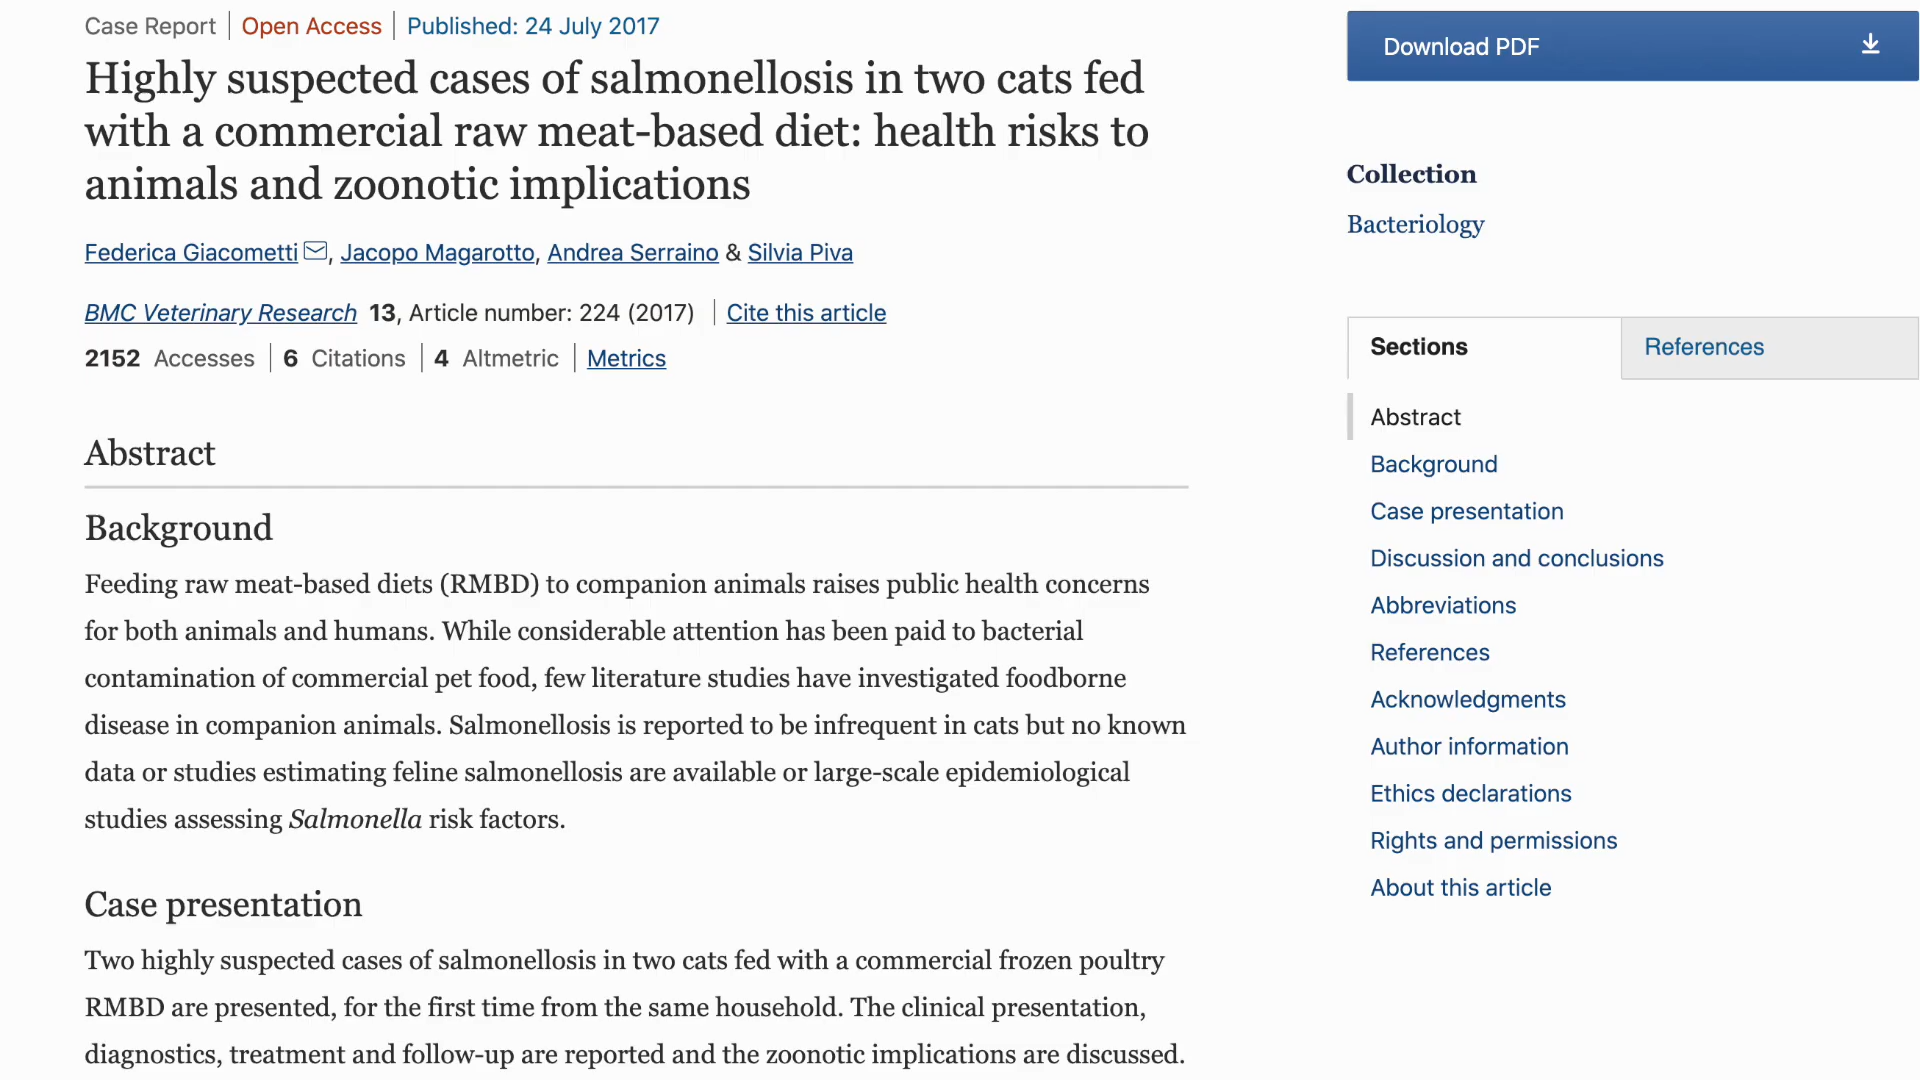 Case Report | Open Access | Published: 24 July 2017
Highly suspected cases of salmonellosis in two cats fed
with a commercial raw meat-based diet: health risks to
animals and zoonotic implications
Federica Giacometti, Jacopo Magarotto, Andrea Serraino & Silvia Piva
BMC Veterinary Research 13, Article number: 224 (2017) | Cite this article
2152 Accesses | 6 Citations | 4 Altmetric | Metrics
Abstract
Background
Feeding raw meat-based diets (RMBD) to companion animals raises public health concerns
for both animals and humans. While considerable attention has been paid to bacterial
contamination of commercial pet food, few literature studies have investigated foodborne
disease in companion animals. Salmonellosis is reported to be infrequent in cats but no known
data or studies estimating feline salmonellosis are available or large-scale epidemiological
studies assessing Salmonella risk factors.
Case presentation
Two highly suspected cases of salmonellosis in two cats fed with a commercial frozen poultry
RMBD are presented, for the first time from the same household. The clinical presentation,
diagnostics, treatment and follow-up are reported and the zoonotic implications are discussed.
Download PDF
Collection
Bacteriology
Sections
References
Abstract
Background
Case presentation
Discussion and conclusions
Abbreviations
References
Acknowledgments
Author information
Ethics declarations
Rights and permissions
About this article